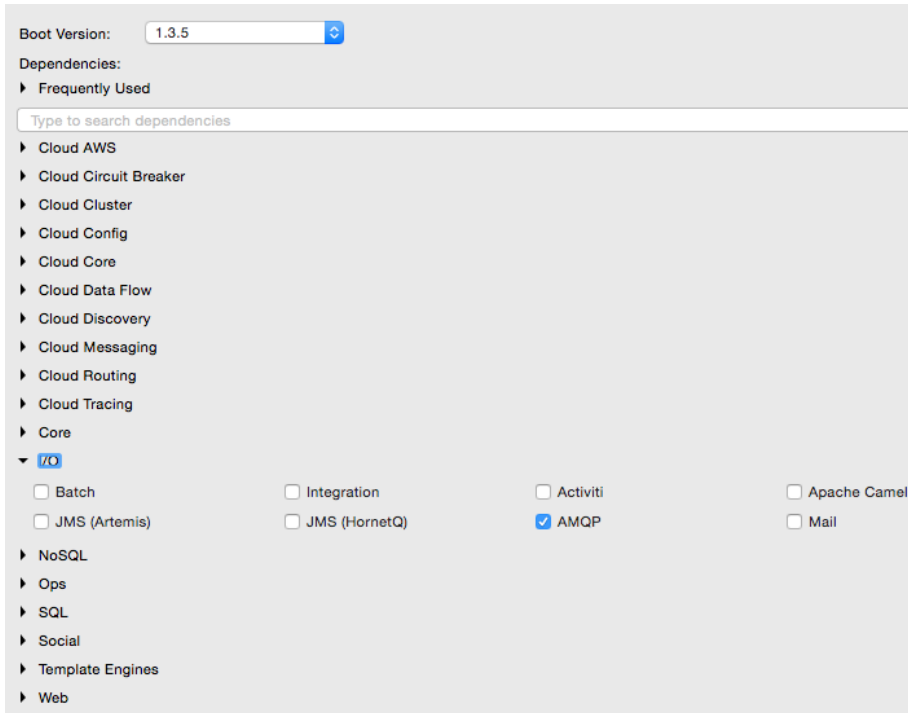 Boot Version: 1.3.5
Dependencies:
Frequently Used
Type to search dependencies
Cloud AWS
Cloud Circuit Breaker
Cloud Cluster
Cloud Config
Cloud Core
Cloud Data Flow
Cloud Discovery
Cloud Messaging
Cloud Routing
Cloud Tracing
Core
I/O
Batch Integration Activiti Apache Camel
JMS (Artemis) JMS (HornetQ) AMQP Mail
NoSQL
Ops
SQL
Social
Template Engines
Web